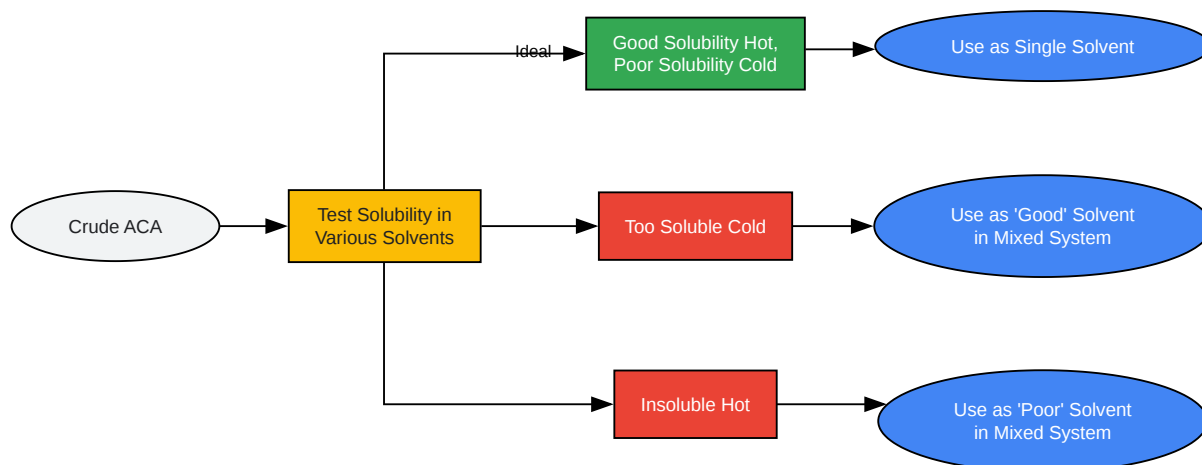 Ideal
Good Solubility Hot,
Poor Solubility Cold
Use as Single Solvent
Crude ACA
Test Solubility in
Various Solvents
Too Soluble Cold
Use as 'Good' Solvent
in Mixed System
Insoluble Hot
Use as 'Poor' Solvent
in Mixed System